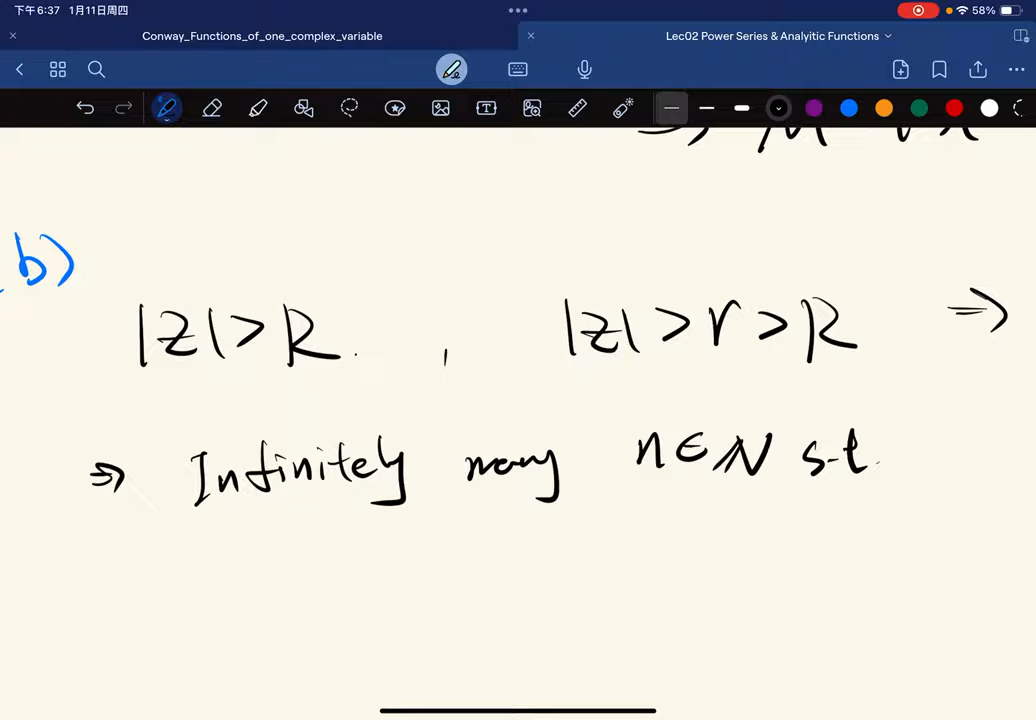 下午 6:37 1月11日周四
58%
Conway_Functions_of_one_complex_variable
Lec02 Power Series & Analyitic Functions
b)
|z|>R. , |z|>r>R ⇒
⇒ Infinitely many n∈ℕ s.t.